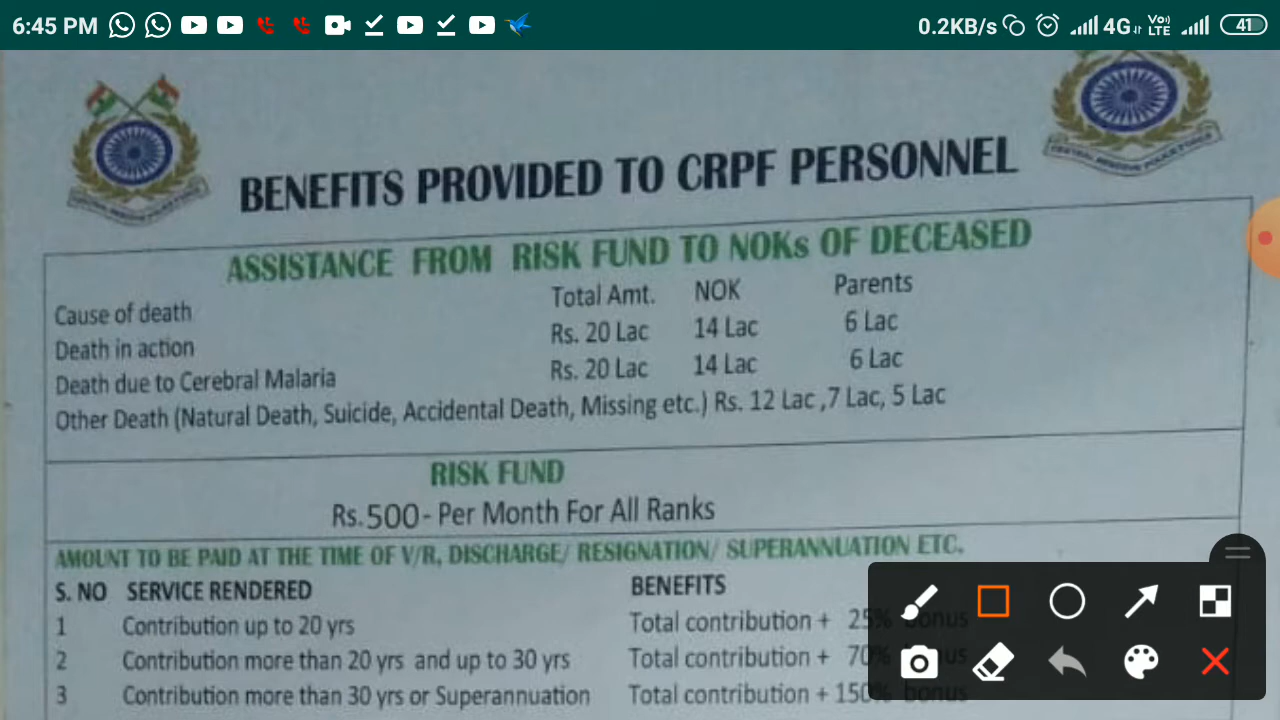 6:45 PM 0.2KB/s 4G Vo) LTE 41
BENEFITS PROVIDED TO CRPF PERSONNEL
ASSISTANCE FROM RISK FUND TO NOKs OF DECEASED
Cause of death Total Amt. NOK Parents
Death in action Rs. 20 Lac 14 Lac 6 Lac
Death due to Cerebral Malaria Rs. 20 Lac 14 Lac 6 Lac
Other Death (Natural Death, Suicide, Accidental Death, Missing etc.) Rs. 12 Lac ,7 Lac, 5 Lac
RISK FUND
Rs.500- Per Month For All Ranks
AMOUNT TO BE PAID AT THE TIME OF V/R, DISCHARGE/ RESIGNATION/ SUPERANNUATION ETC.
S. NO SERVICE RENDERED BENEFITS
1 Contribution up to 20 yrs Total contribution + 25% bonus
2 Contribution more than 20 yrs and up to 30 yrs Total contribution + 70% bonus
3 Contribution more than 30 yrs or Superannuation Total contribution + 150% bonus